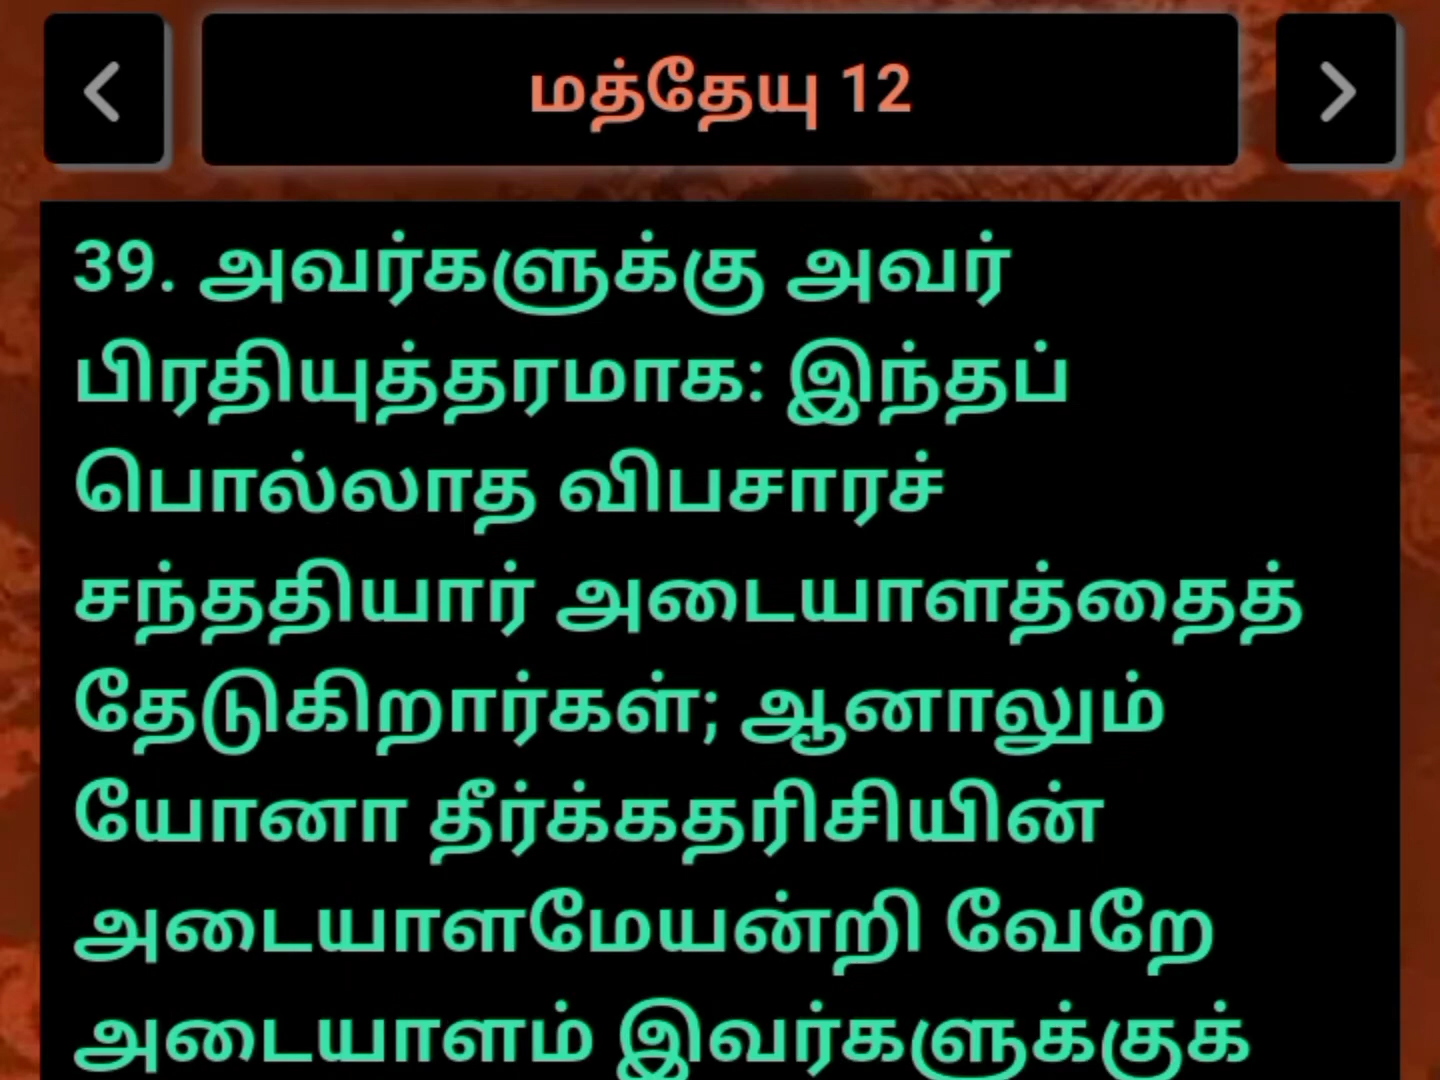 மத்தேயு 12
39. அவர்களுக்கு அவர்
பிரதியுத்தரமாக: இந்தப்
பொல்லாத விபசாரச்
சந்ததியார் அடையாளத்தைத்
தேடுகிறார்கள்; ஆனாலும்
யோனா தீர்க்கதரிசியின்
அடையாளமேயன்றி வேறே
அடையாளம் இவர்களுக்குக்